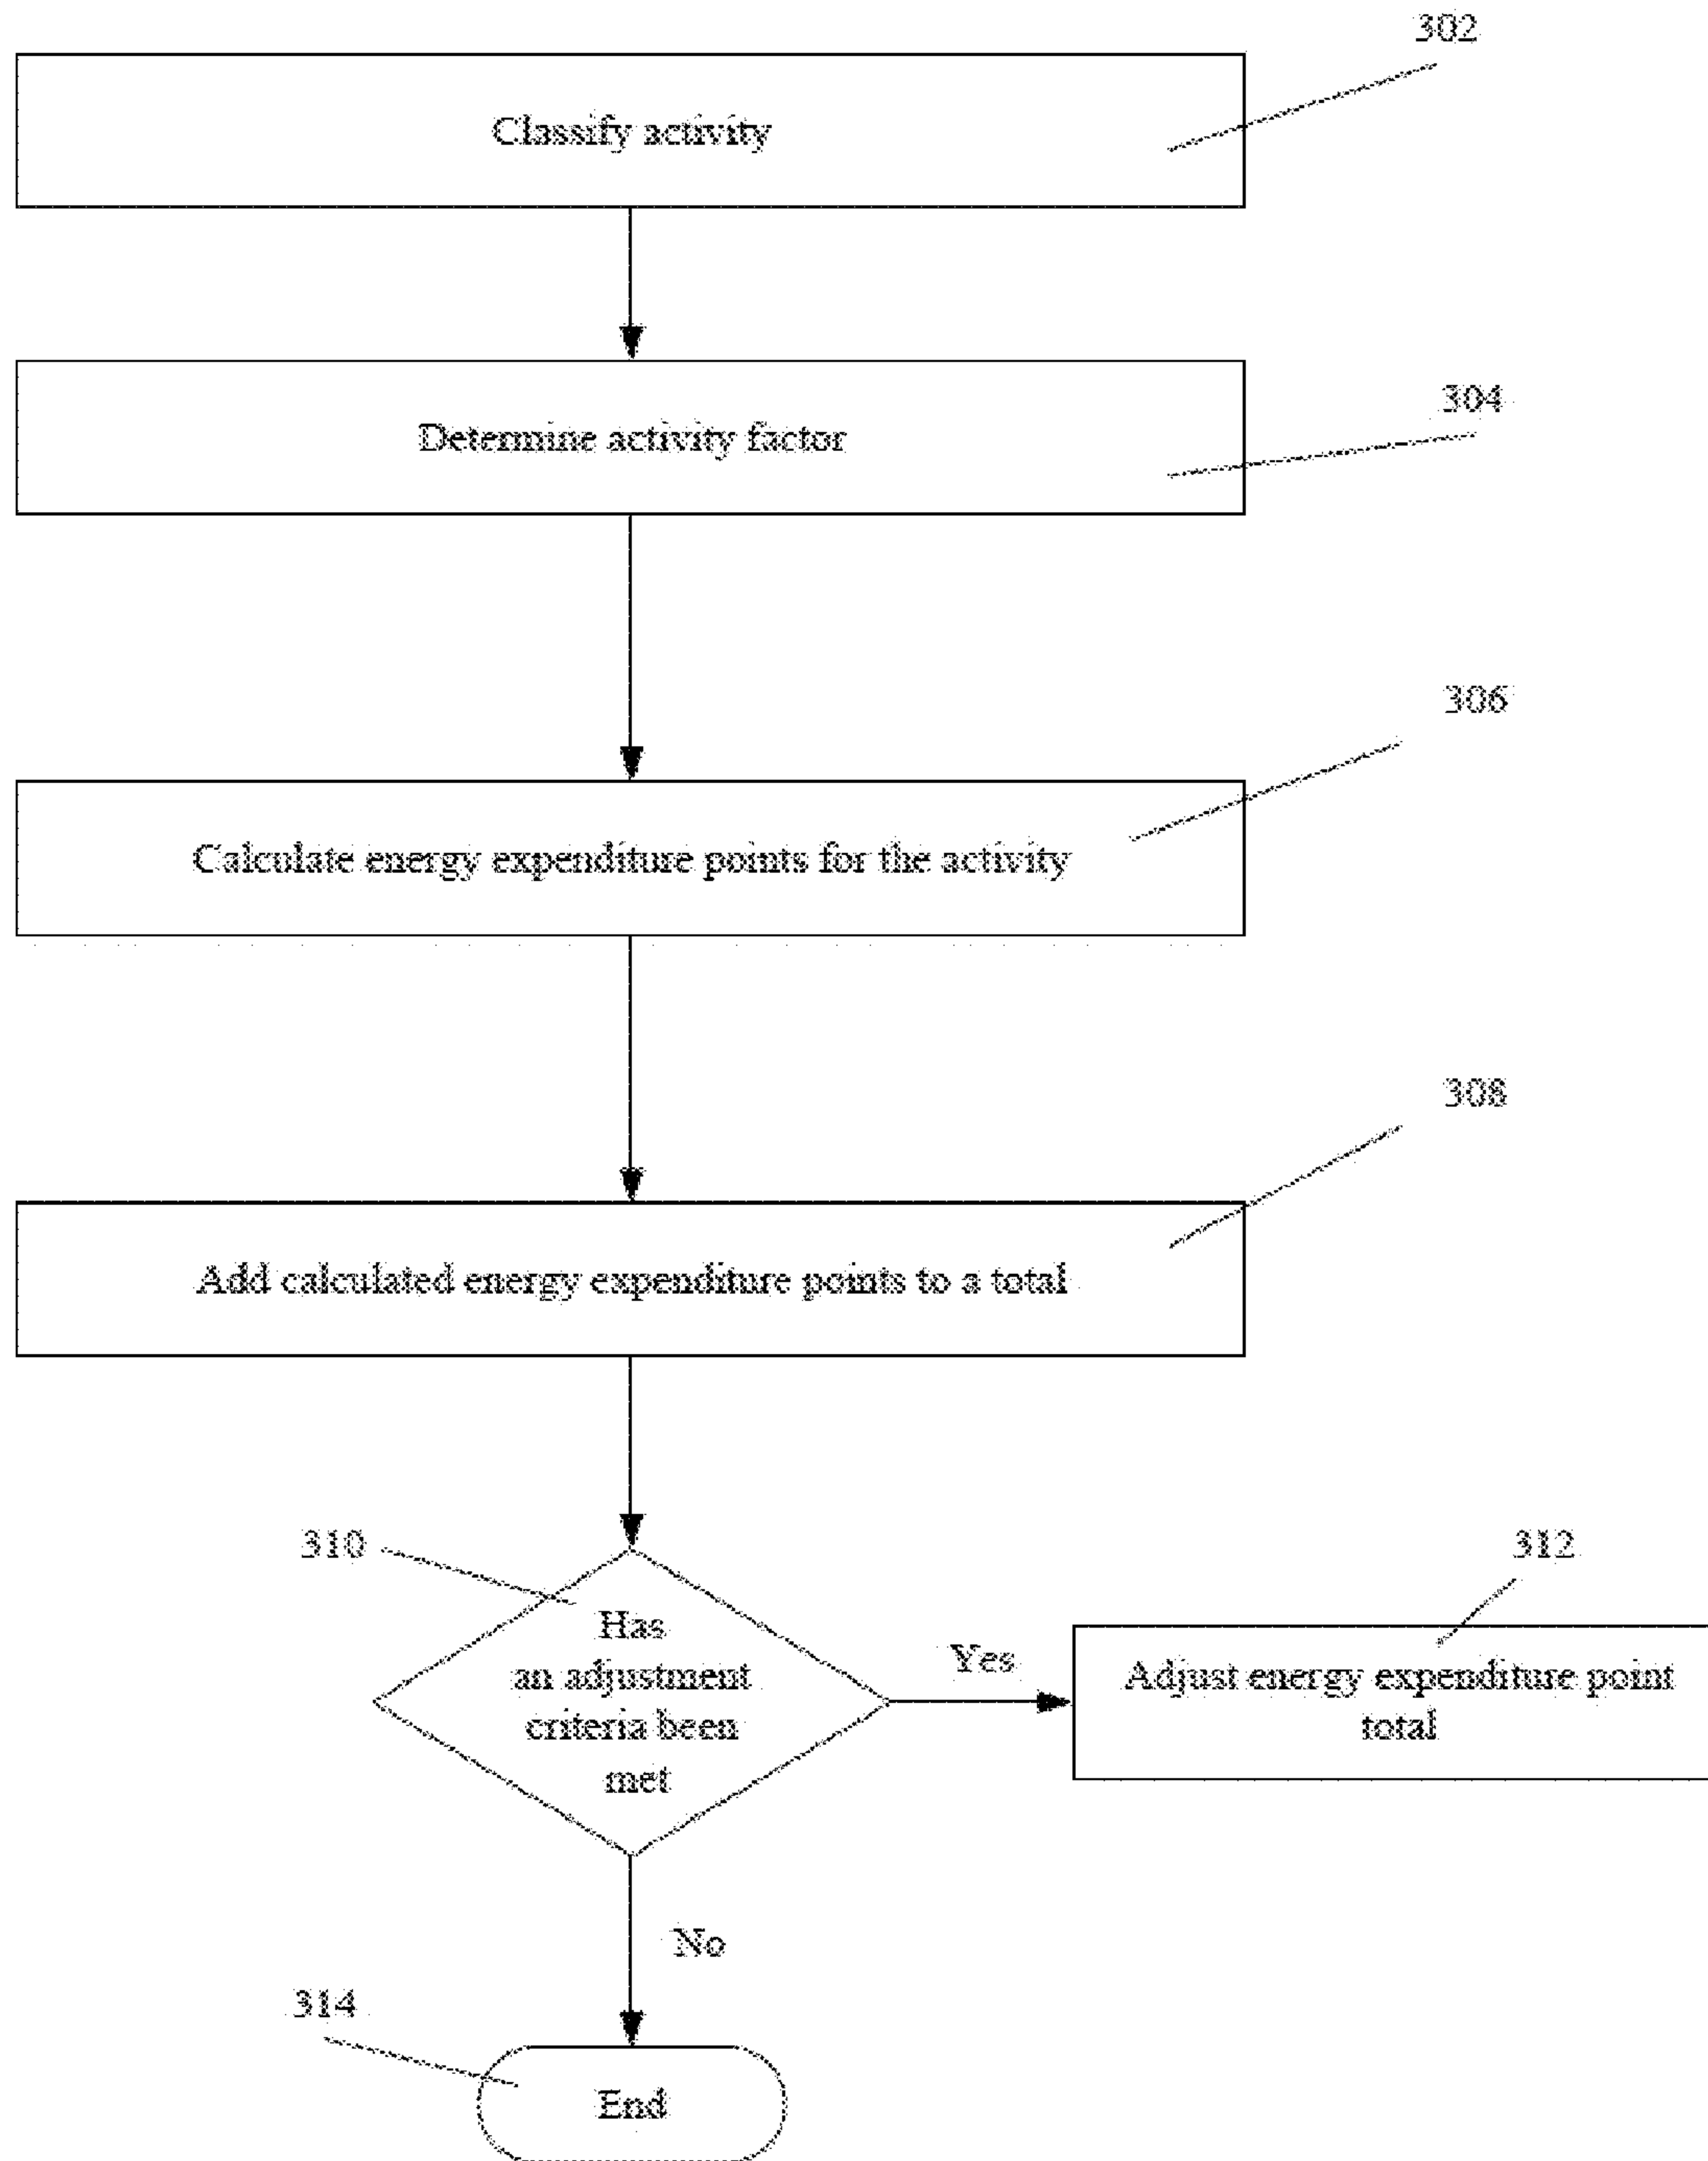 302
Classify activity
304
Determine activity factor
306
Calculate energy expenditure points for the activity
308
Add calculated energy expenditure points to a total
310
312
Has
an adjustment
criteria been
met
Yes
Adjust energy expenditure point
total
No
314
End